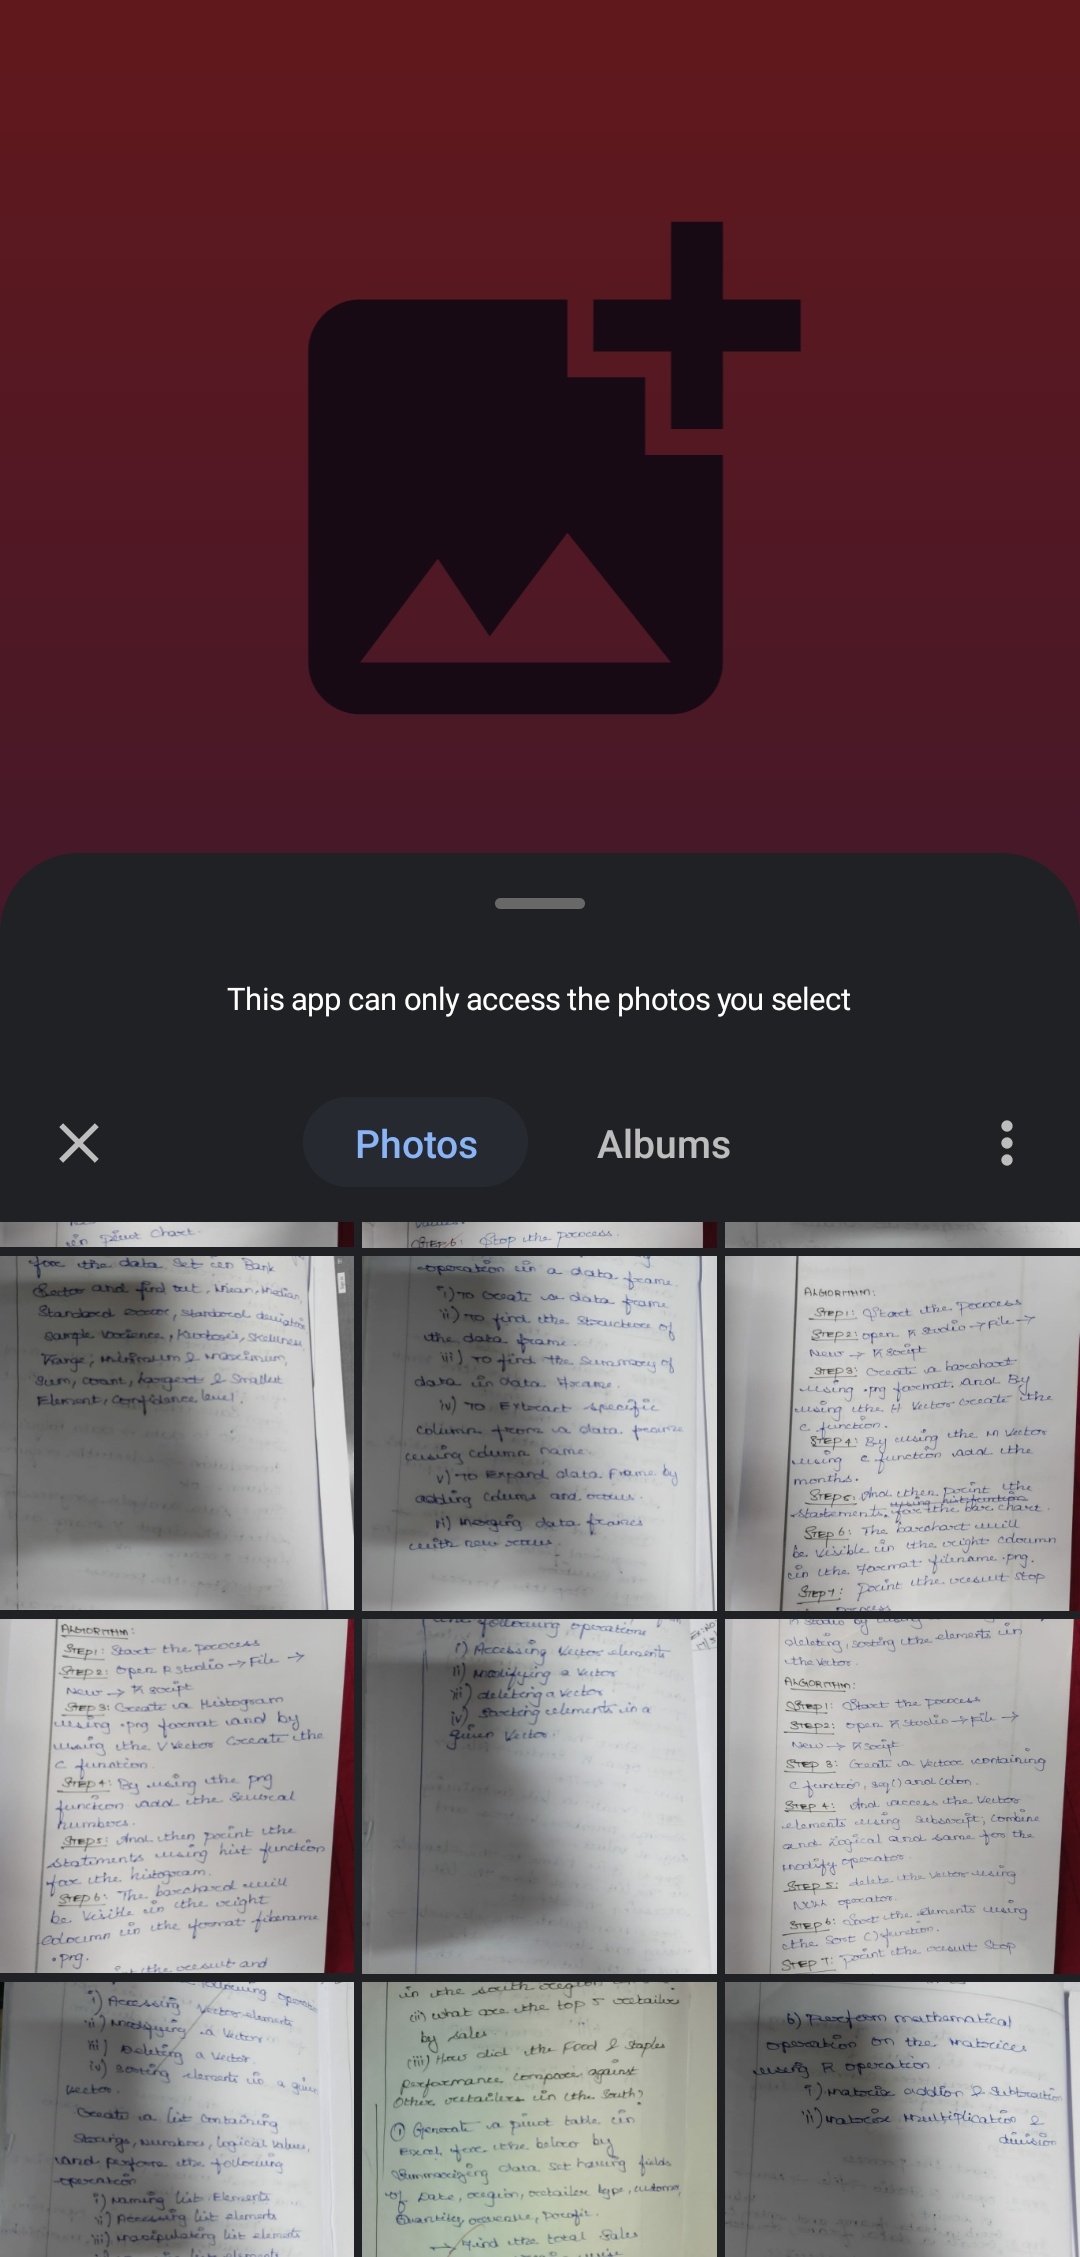 This app can only access the photos you select
Photos
Albums
in Pivot Chart.
STEP 6: Stop the process.
for the data set in Bank
Sector and find out, Mean, Median,
Standard error, standard deviation
sample Varience, Kurtosis, Skewness
Range, Minimum & Maximum,
Sum, count, largest & Smallest
Element, Confidence level.
operation in a data frame
i) To create a data frame
ii) To find the Structure of
the data frame.
iii) To find the Summary of
data in data frame.
iv) To Extract specific
column from a data frame
using column name
v) To Expand data Frame by
adding Colums and
vi) Merging data frames
with new
ALGORITHM:
STEP1: Start the process
STEP2: open R Studio → File →
New → R Script
STEP3: Create a barchart
using .png format. And By
using the H Vector create the
c function.
STEP4: By using the M Vector
using c function add the
months.
STEP5: And then print the
statements for the bar chart.
STEP6: The barchart will
be Visible in the right coloumn
in the format filename.png.
STEP7: Print the result stop
process
ALGORITHM:
STEP1: Start the process
STEP2: open R studio → File →
New → R Script
STEP3: Create a Histogram
using .png format and by
using the V Vector create the
C function.
STEP4: By using the png
function add the Several
numbers.
STEP5: And then print the
statements using hist function
for the histogram.
STEP6: The will
be Visible in the right
in the format filename
.png.
the result and
the following operations
i) Accessing Vector elements
ii) Modifying a Vector
iii) deleting a vector
iv) Sorting elements in a
given Vector.
R studio by
deleting, sorting the elements in
the Vector.
ALGORITHM:
STEP1: Start the process
STEP2: open R Studio → File →
New → R Script
STEP 3: Create a Vector containing
C function, seq() and colon.
STEP 4: And access the Vector
elements using Subscript, combine
and logical and same for the
modify operator.
STEP 5: delete the Vector using
NULL operator.
STEP 6: Sort the elements using
the Sort () function.
STEP 7: print the result Stop
following
i) Accessing Vector elements
ii) Modifying a Vector
iii) Deleting a Vector.
iv) Sorting elements in a given
Vector.
Create a list containing
Strings, Numbers, logical Values,
and perform the following
operation
i) Naming list Elements
ii) Accessing list elements
iii) Manipulating list elements
in the south region
(ii) what are the top 5 retailer
by sales
(iii) How did the Food & Staples
performance compare against
Other retailers in the South?
Generate a pivot table in
Excel for the below by
Summarizing data set having fields
of Date, region, retailer type, customer,
Quantity, revenue, Profit.
→ Find the total Sales
b) Perform mathematical
operation on the Matrices
using R operation.
i) Matrix addion & Subtraction
ii) Matrix Multiplication &
division